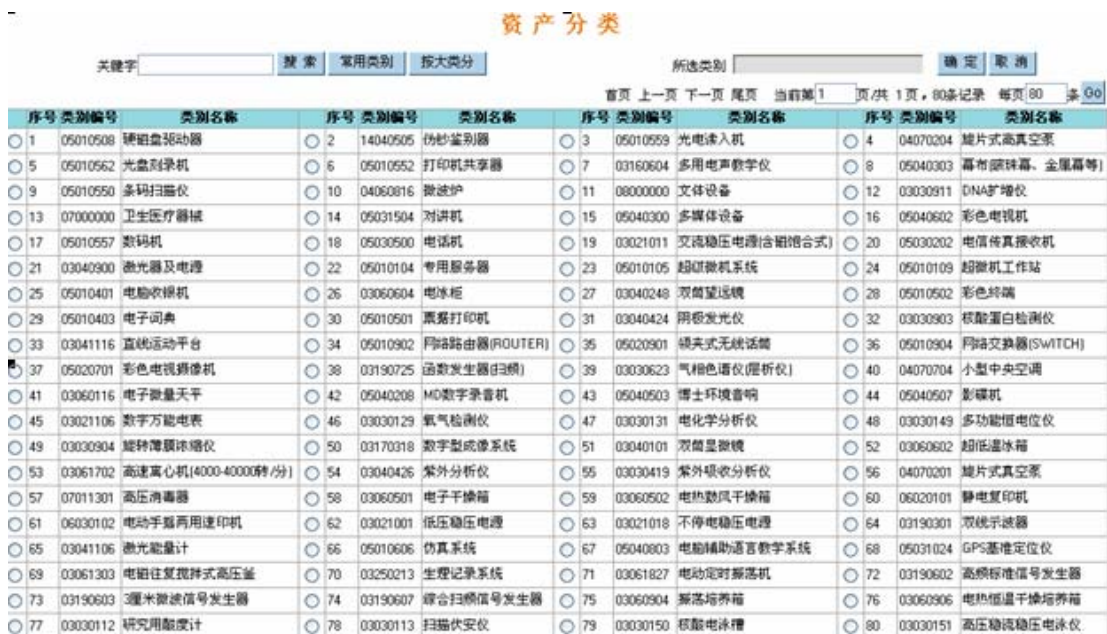 资产分类
关键字 搜索 常用类别 按大类分 所选类别 确定 取消
首页 上一页 下一页 尾页 当前第 1 页/共 1 页，80条记录 每页 80 条 Go
序号 类别编号 类别名称 序号 类别编号 类别名称 序号 类别编号 类别名称 序号 类别编号 类别名称
1 05010508 硬磁盘驱动器 2 14040505 伪钞鉴别器 3 05010559 光电读入机 4 04070204 旋片式高真空泵
5 05010562 光盘刻录机 6 05010552 打印机共享器 7 03160604 多用电声教学仪 8 05040303 幕布(玻珠幕、金属幕等)
9 05010550 条码扫描仪 10 04060816 微波炉 11 08000000 文体设备 12 03030911 DNA扩增仪
13 07000000 卫生医疗器械 14 05031504 对讲机 15 05040300 多媒体设备 16 05040602 彩色电视机
17 05010557 数码机 18 05030500 电话机 19 03021011 交流稳压电源(含磁饱合式) 20 05030202 电信传真接收机
21 03040900 激光器及电源 22 05010104 专用服务器 23 05010105 超级微机系统 24 05010109 超微机工作站
25 05010401 电脑收银机 26 03060604 电冰柜 27 03040248 双筒望远镜 28 05010502 彩色终端
29 05010403 电子词典 30 05010501 票据打印机 31 03040424 阴极发光仪 32 03030903 核酸蛋白检测仪
33 03041116 直线运动平台 34 05010902 网络路由器(ROUTER) 35 05020901 领夹式无线话筒 36 05010904 网络交换器(SWITCH)
37 05020701 彩色电视摄像机 38 03190725 函数发生器(扫频) 39 03030623 气相色谱仪(层析仪) 40 04070704 小型中央空调
41 03060116 电子微量天平 42 05040208 MD数字录音机 43 05040503 博士环境音响 44 05040507 影碟机
45 03021106 数字万能电表 46 03030129 氧气检测仪 47 03030131 电化学分析仪 48 03030149 多功能恒电位仪
49 03030904 旋转薄膜浓缩仪 50 03170318 数字型成像系统 51 03040101 双筒显微镜 52 03060602 超低温冰箱
53 03061702 高速离心机(4000-40000转/分) 54 03040426 紫外分析仪 55 03030419 紫外吸收分析仪 56 04070201 旋片式真空泵
57 07011301 高压消毒器 58 03060501 电子干燥箱 59 03060502 电热鼓风干燥箱 60 06020101 静电复印机
61 06030102 电动手摇两用速印机 62 03021001 低压稳压电源 63 03021018 不停电稳压电源 64 03190301 双线示波器
65 03041106 激光能量计 66 05010606 仿真系统 67 05040803 电脑辅助语言教学系统 68 05031024 GPS基准定位仪
69 03061303 电磁往复搅拌式高压釜 70 03250213 生理记录系统 71 03061827 电动定时振荡机 72 03190602 高频标准信号发生器
73 03190603 3厘米微波信号发生器 74 03190607 综合扫频信号发生器 75 03060904 振荡培养箱 76 03060906 电热恒温干燥培养箱
77 03030112 研究用酸度计 78 03030113 扫描伏安仪 79 03030150 核酸电泳槽 80 03030151 高压稳流稳压电泳仪